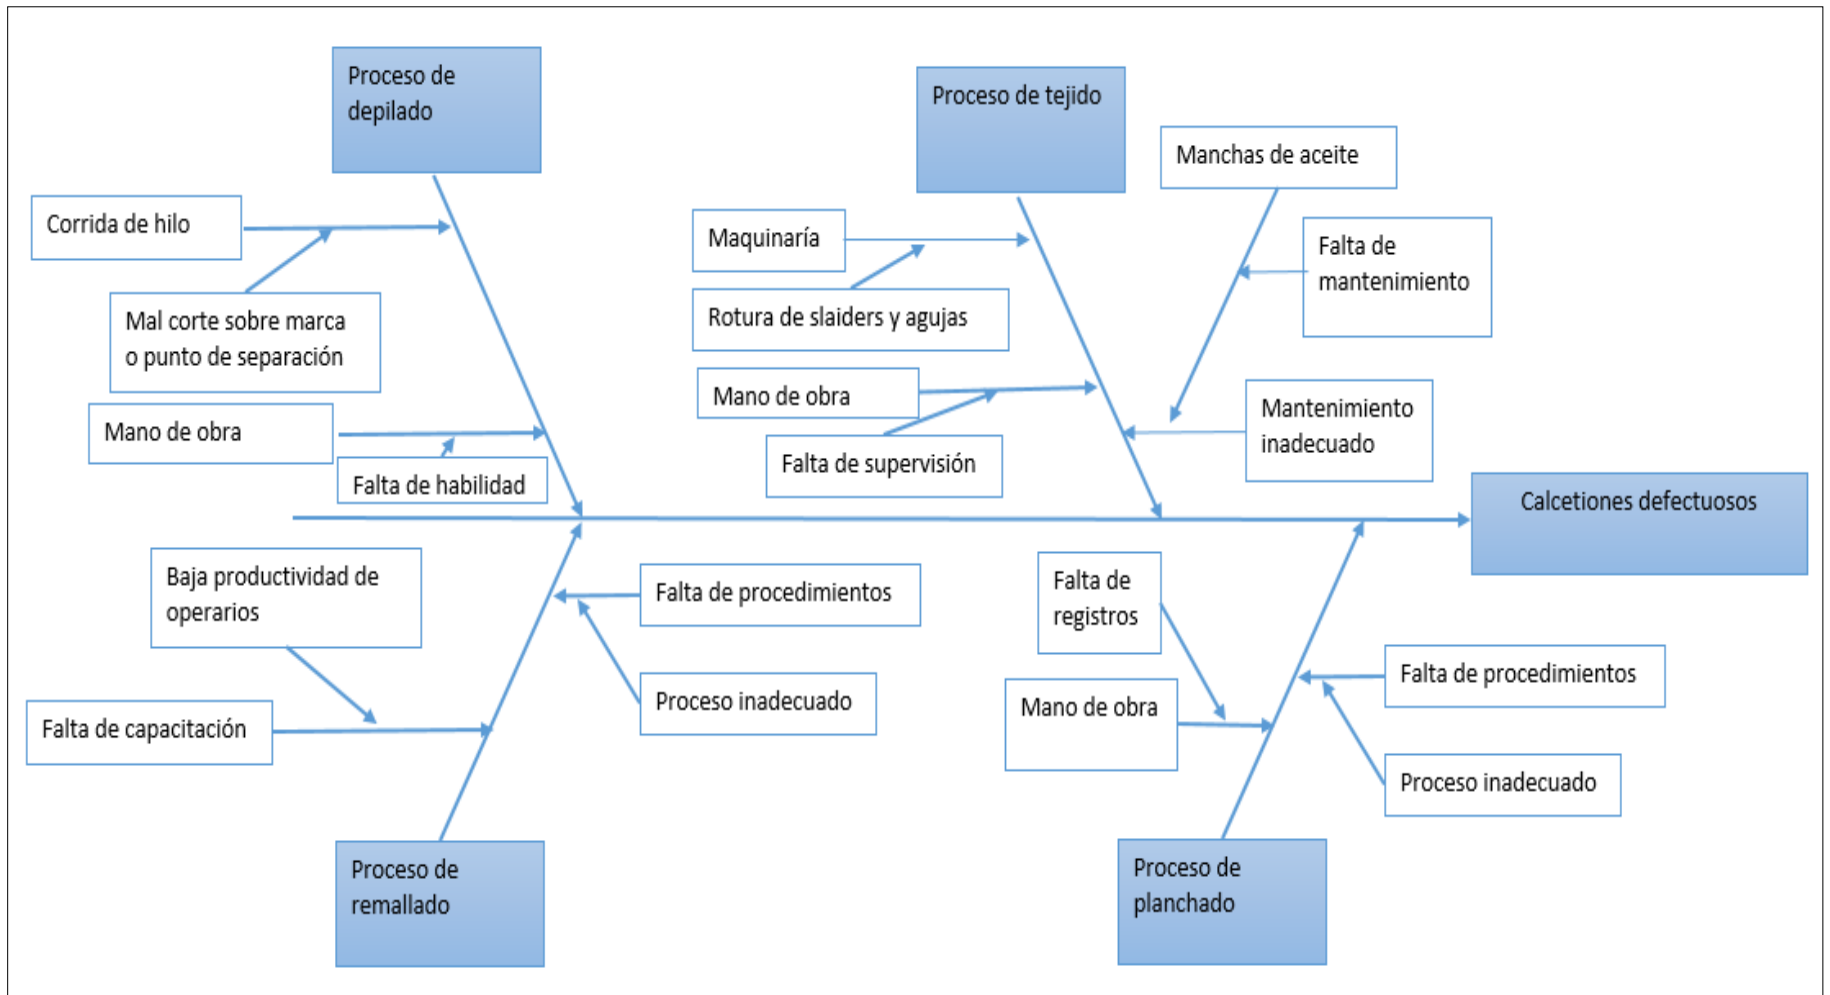 Proceso de
depilado
Proceso de tejido
Manchas de aceite
Corrida de hilo
Maquinaría
Falta de
mantenimiento
Mal corte sobre marca
o punto de separación
Rotura de slaiders y agujas
Mano de obra
Mano de obra
Mantenimiento
inadecuado
Falta de supervisión
Falta de habilidad
Calcetiones defectuosos
Baja productividad de
operarios
Falta de procedimientos
Falta de
registros
Falta de procedimientos
Proceso inadecuado
Mano de obra
Falta de capacitación
Proceso inadecuado
Proceso de
remallado
Proceso de
planchado